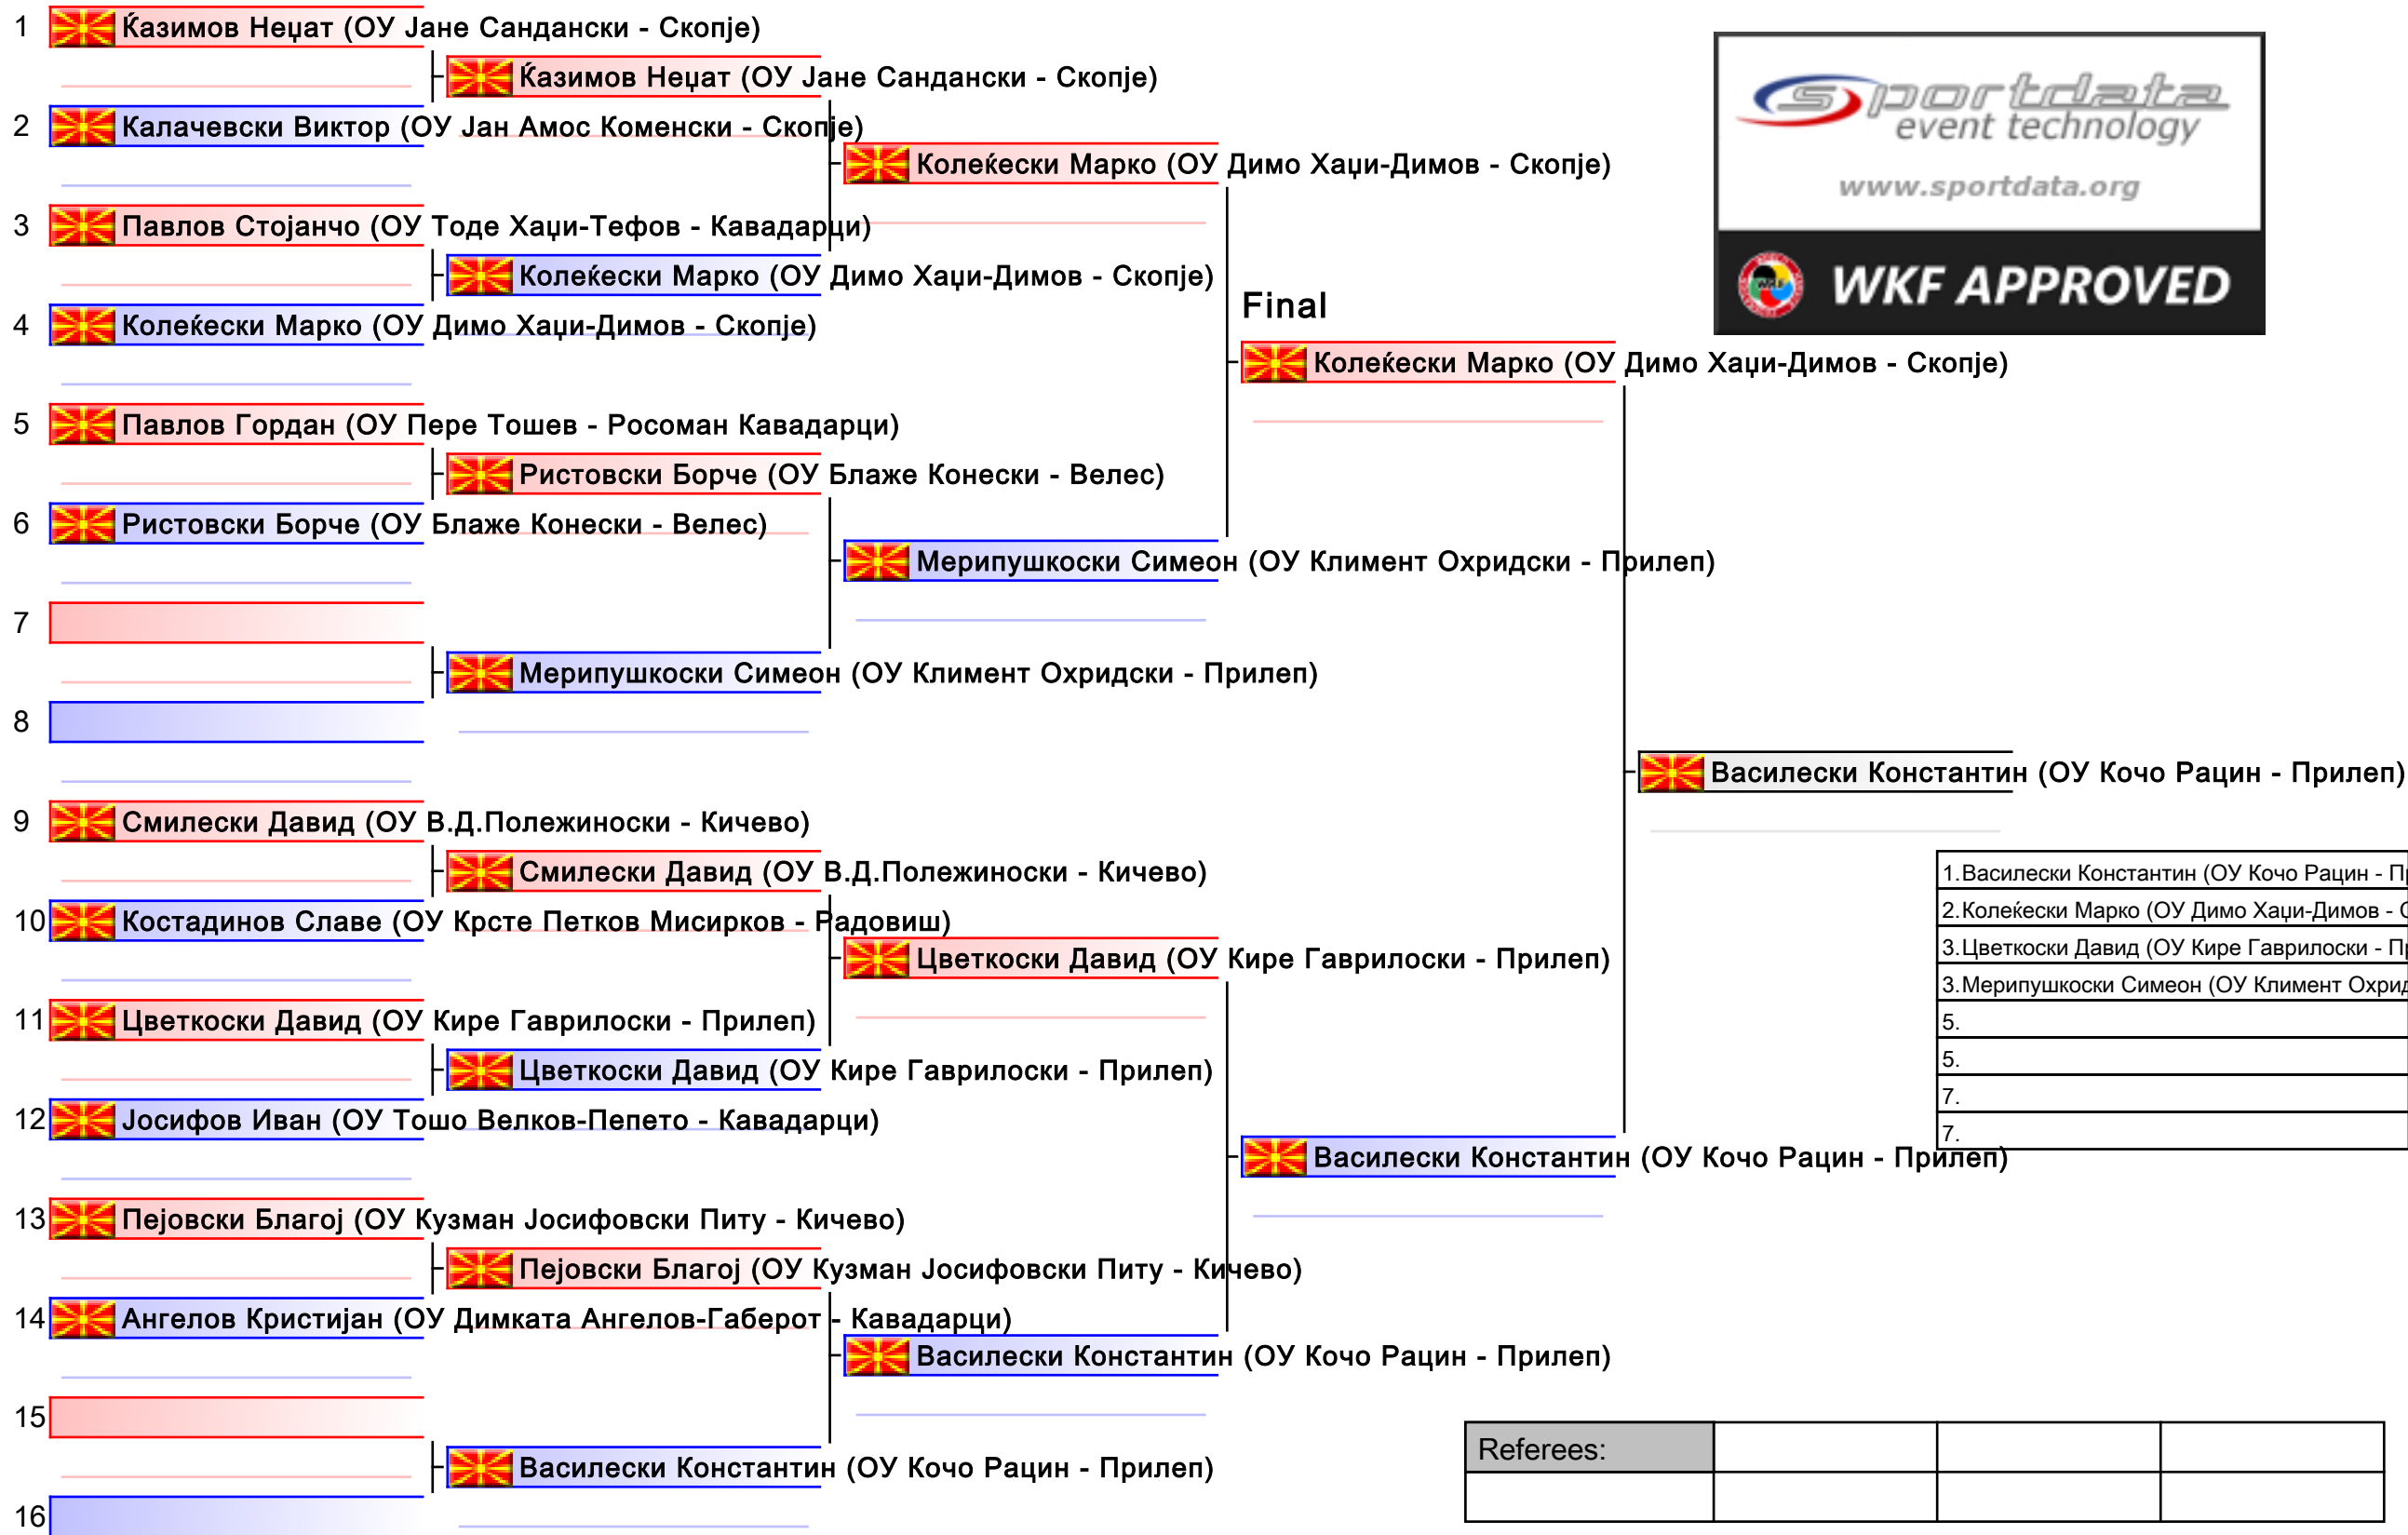 1 Ќазимов Неџат (ОУ Јане Сандански - Скопје)
Ќазимов Неџат (ОУ Јане Сандански - Скопје)
2 Калачевски Виктор (ОУ Јан Амос Коменски - Скопје)
Колеќески Марко (ОУ Димо Хаџи-Димов - Скопје)
3 Павлов Стојанчо (ОУ Тоде Хаџи-Тефов - Кавадарци)
Колеќески Марко (ОУ Димо Хаџи-Димов - Скопје)
4 Колеќески Марко (ОУ Димо Хаџи-Димов - Скопје)
sportdata
event technology
www.sportdata.org
WKF APPROVED
Final
Колеќески Марко (ОУ Димо Хаџи-Димов - Скопје)
5 Павлов Гордан (ОУ Пере Тошев - Росоман Кавадарци)
Ристовски Борче (ОУ Блаже Конески - Велес)
6 Ристовски Борче (ОУ Блаже Конески - Велес)
Мерипушкоски Симеон (ОУ Климент Охридски - Прилеп)
7
Мерипушкоски Симеон (ОУ Климент Охридски - Прилеп)
8
Василески Константин (ОУ Кочо Рацин - Прилеп)
9 Смилески Давид (ОУ В.Д.Полежиноски - Кичево)
Смилески Давид (ОУ В.Д.Полежиноски - Кичево)
10 Костадинов Славе (ОУ Крсте Петков Мисирков - Радовиш)
Цветкоски Давид (ОУ Кире Гаврилоски - Прилеп)
11 Цветкоски Давид (ОУ Кире Гаврилоски - Прилеп)
Цветкоски Давид (ОУ Кире Гаврилоски - Прилеп)
12 Јосифов Иван (ОУ Тошо Велков-Пепето - Кавадарци)
1.Василески Константин (ОУ Кочо Рацин - П
2.Колеќески Марко (ОУ Димо Хаџи-Димов -
3.Цветкоски Давид (ОУ Кире Гаврилоски - П
3.Мерипушкоски Симеон (ОУ Климент Охрид
5.
5.
7.
7.
Василески Константин (ОУ Кочо Рацин - Прилеп)
13 Пејовски Благој (ОУ Кузман Јосифовски Питу - Кичево)
Пејовски Благој (ОУ Кузман Јосифовски Питу - Кичево)
14 Ангелов Кристијан (ОУ Димката Ангелов-Габерот - Кавадарци)
Василески Константин (ОУ Кочо Рацин - Прилеп)
15
Василески Константин (ОУ Кочо Рацин - Прилеп)
16
Referees: